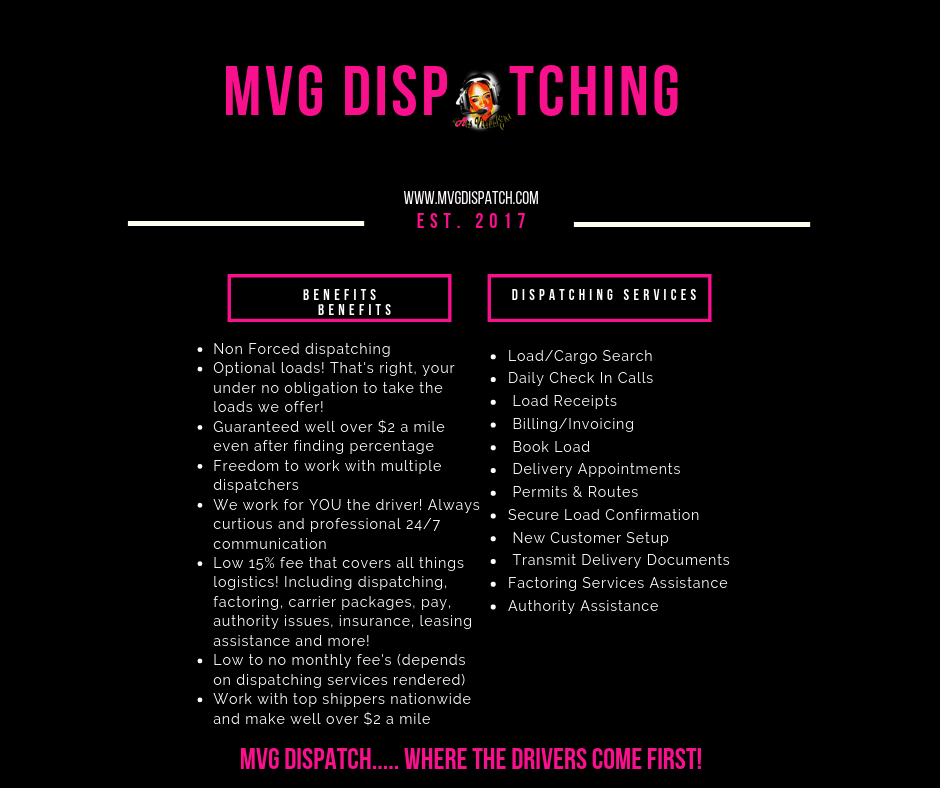 MVG DISP TCHING
WWW.MVGDISPATCH.COM
EST. 2017
BENEFITS
BENEFITS
• Non Forced dispatching
• Optional loads! That's right, your
under no obligation to take the
loads we offer!
• Guaranteed well over $2 a mile
even after finding percentage
• Freedom to work with multiple
dispatchers
• We work for YOU the driver! Always
curtious and professional 24/7
communication
• Low 15% fee that covers all things
logistics! Including dispatching,
factoring, carrier packages, pay,
authority issues, insurance, leasing
assistance and more!
• Low to no monthly fee's (depends
on dispatching services rendered)
• Work with top shippers nationwide
and make well over $2 a mile
DISPATCHING SERVICES
• Load/Cargo Search
• Daily Check In Calls
• Load Receipts
• Billing/Invoicing
• Book Load
• Delivery Appointments
• Permits & Routes
• Secure Load Confirmation
• New Customer Setup
• Transmit Delivery Documents
• Factoring Services Assistance
• Authority Assistance
MVG DISPATCH..... WHERE THE DRIVERS COME FIRST!